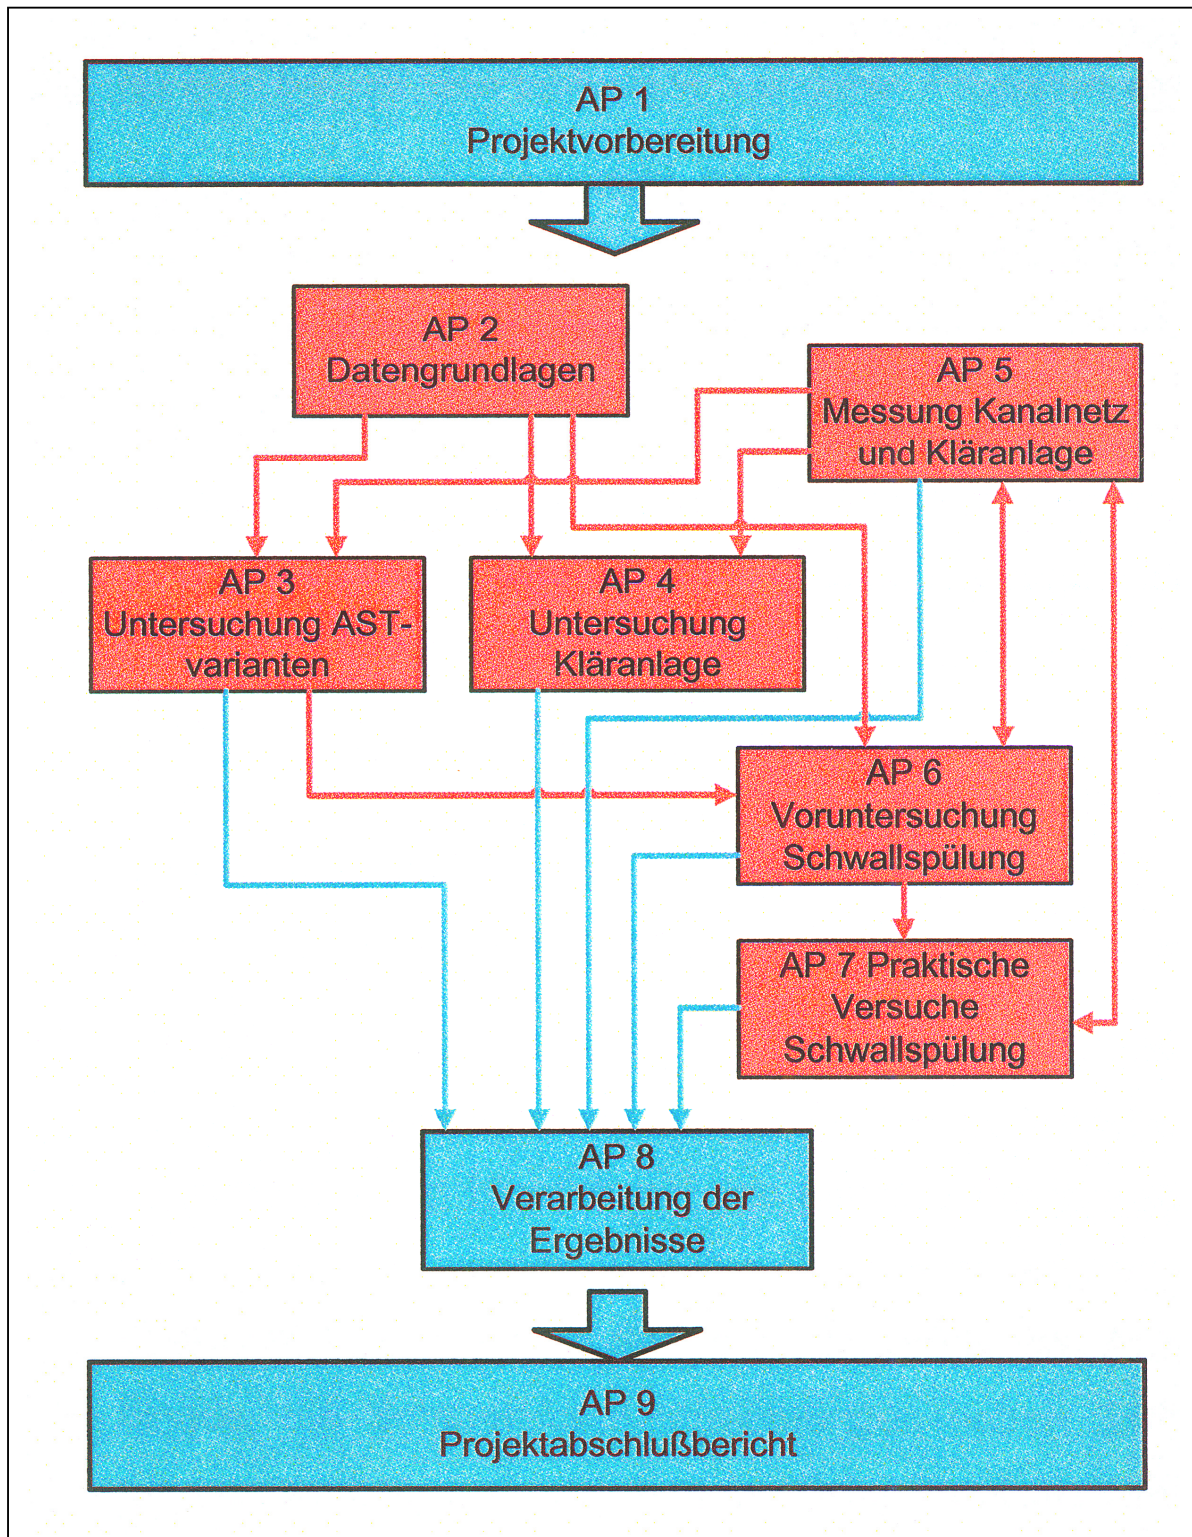 AP 1
Projektvorbereitung
AP 2
Datengrundlagen
AP 5
Messung Kanalnetz
und Kläranlage
AP 3
Untersuchung AST-
varianten
AP 4
Untersuchung
Kläranlage
AP 6
Voruntersuchung
Schwallspülung
AP 7 Praktische
Versuche
Schwallspülung
AP 8
Verarbeitung der
Ergebnisse
AP 9
Projektabschlußbericht